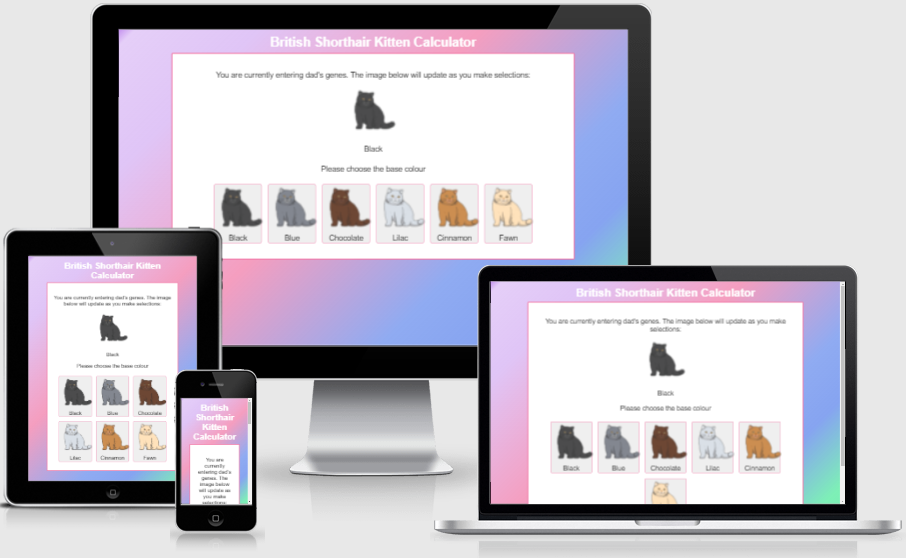 British Shorthair Kitten Calculator
You are currently entering dad's genes. The image below will update as you make selections:
Black
Please choose the base colour
Black Blue Chocolate Lilac Cinnamon Fawn
British Shorthair Kitten
Calculator
You are currently entering dad's genes. The image
below will update as you make selections:
Black
Please choose the base colour
Black Blue Chocolate
Lilac Cinnamon Fawn
British
Shorthair
Kitten
Calculator
You are
currently
entering dad's
genes. The
image below
will update as
you make
selections:
British Shorthair Kitten Calculator
You are currently entering dad's genes. The image below will update as you make
selections:
Black
Please choose the base colour
Black Blue Chocolate Lilac Cinnamon